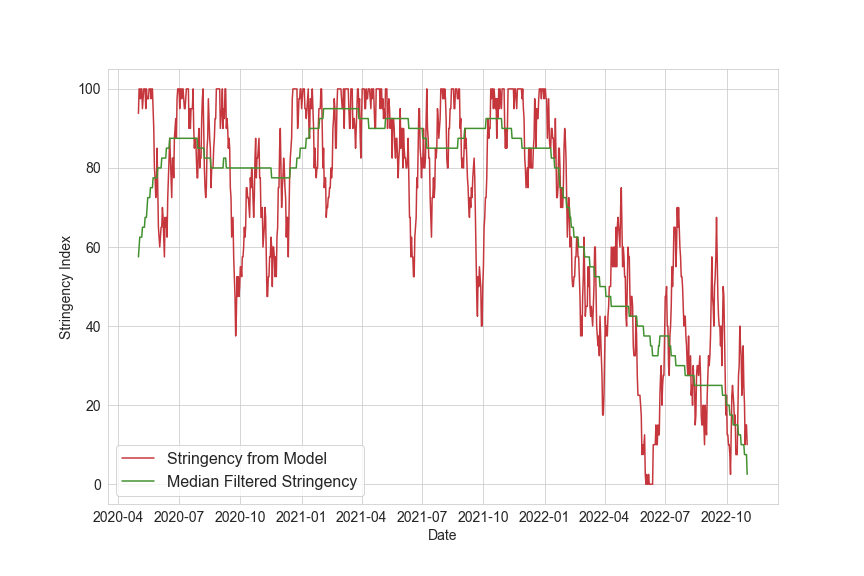 100
80
60
40
20
0
Stringency Index
Stringency from Model
Median Filtered Stringency
2020-04 2020-07 2020-10 2021-01 2021-04 2021-07 2021-10 2022-01 2022-04 2022-07 2022-10
Date